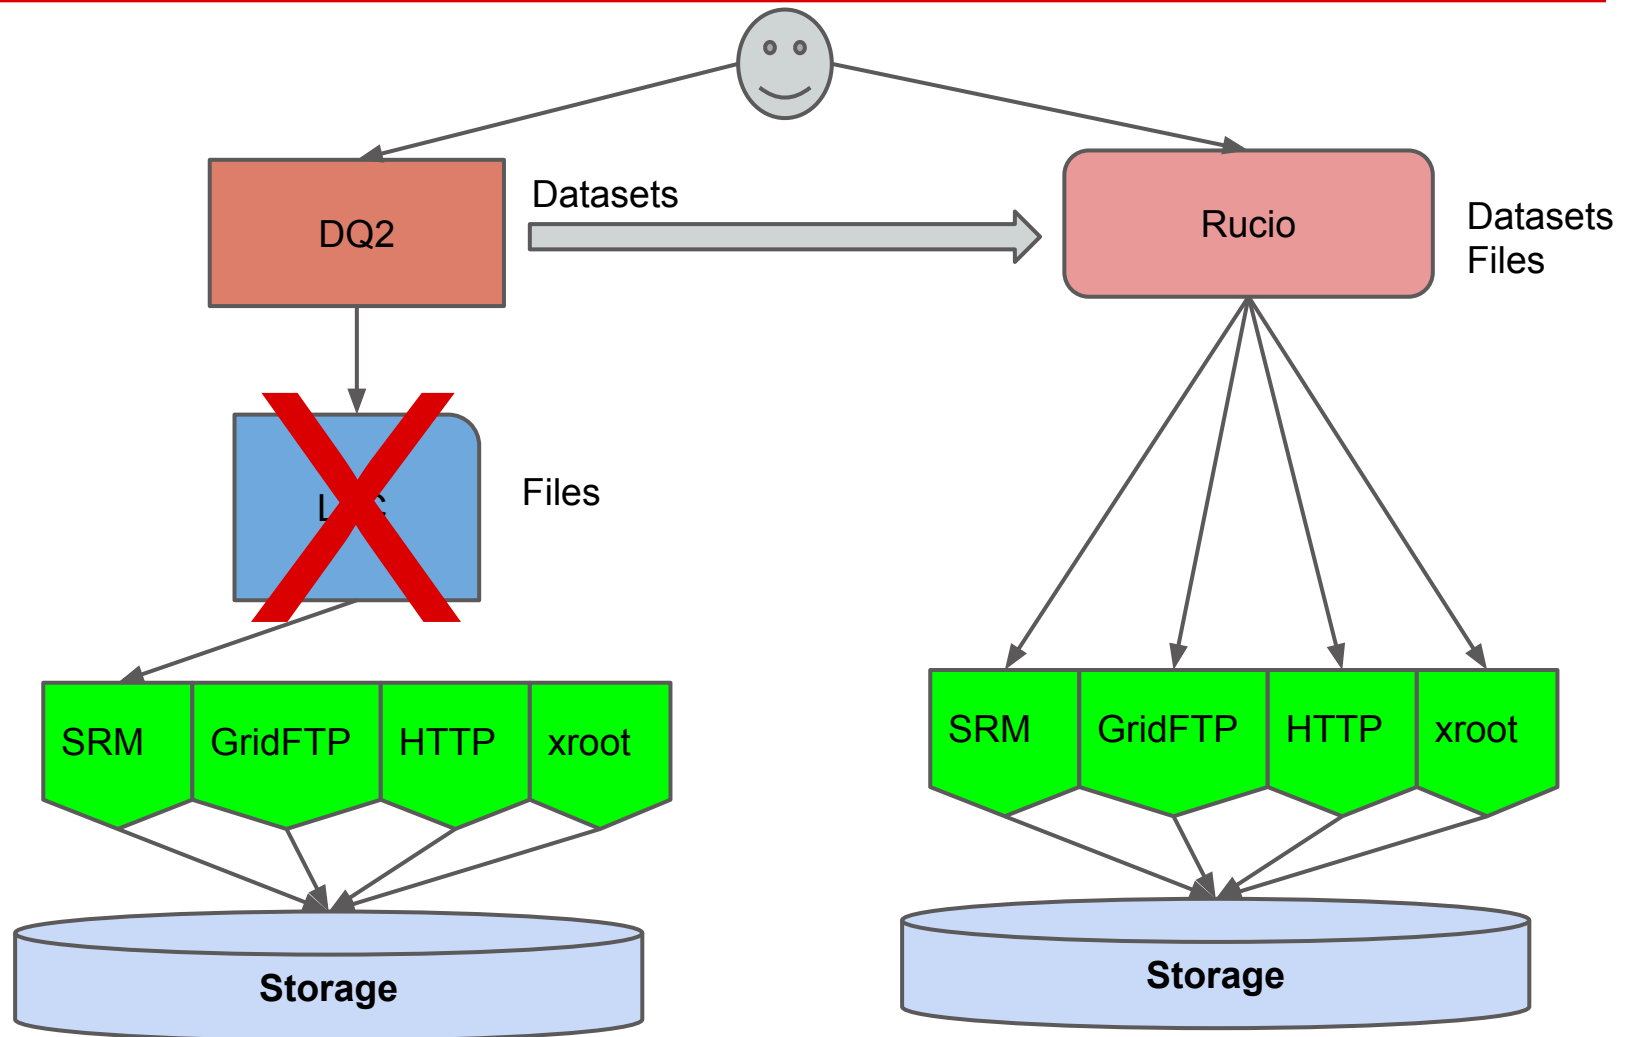 DQ2
Datasets
Rucio
Datasets
Files
Files
SRM
GridFTP
HTTP
xroot
SRM
GridFTP
HTTP
xroot
Storage
Storage